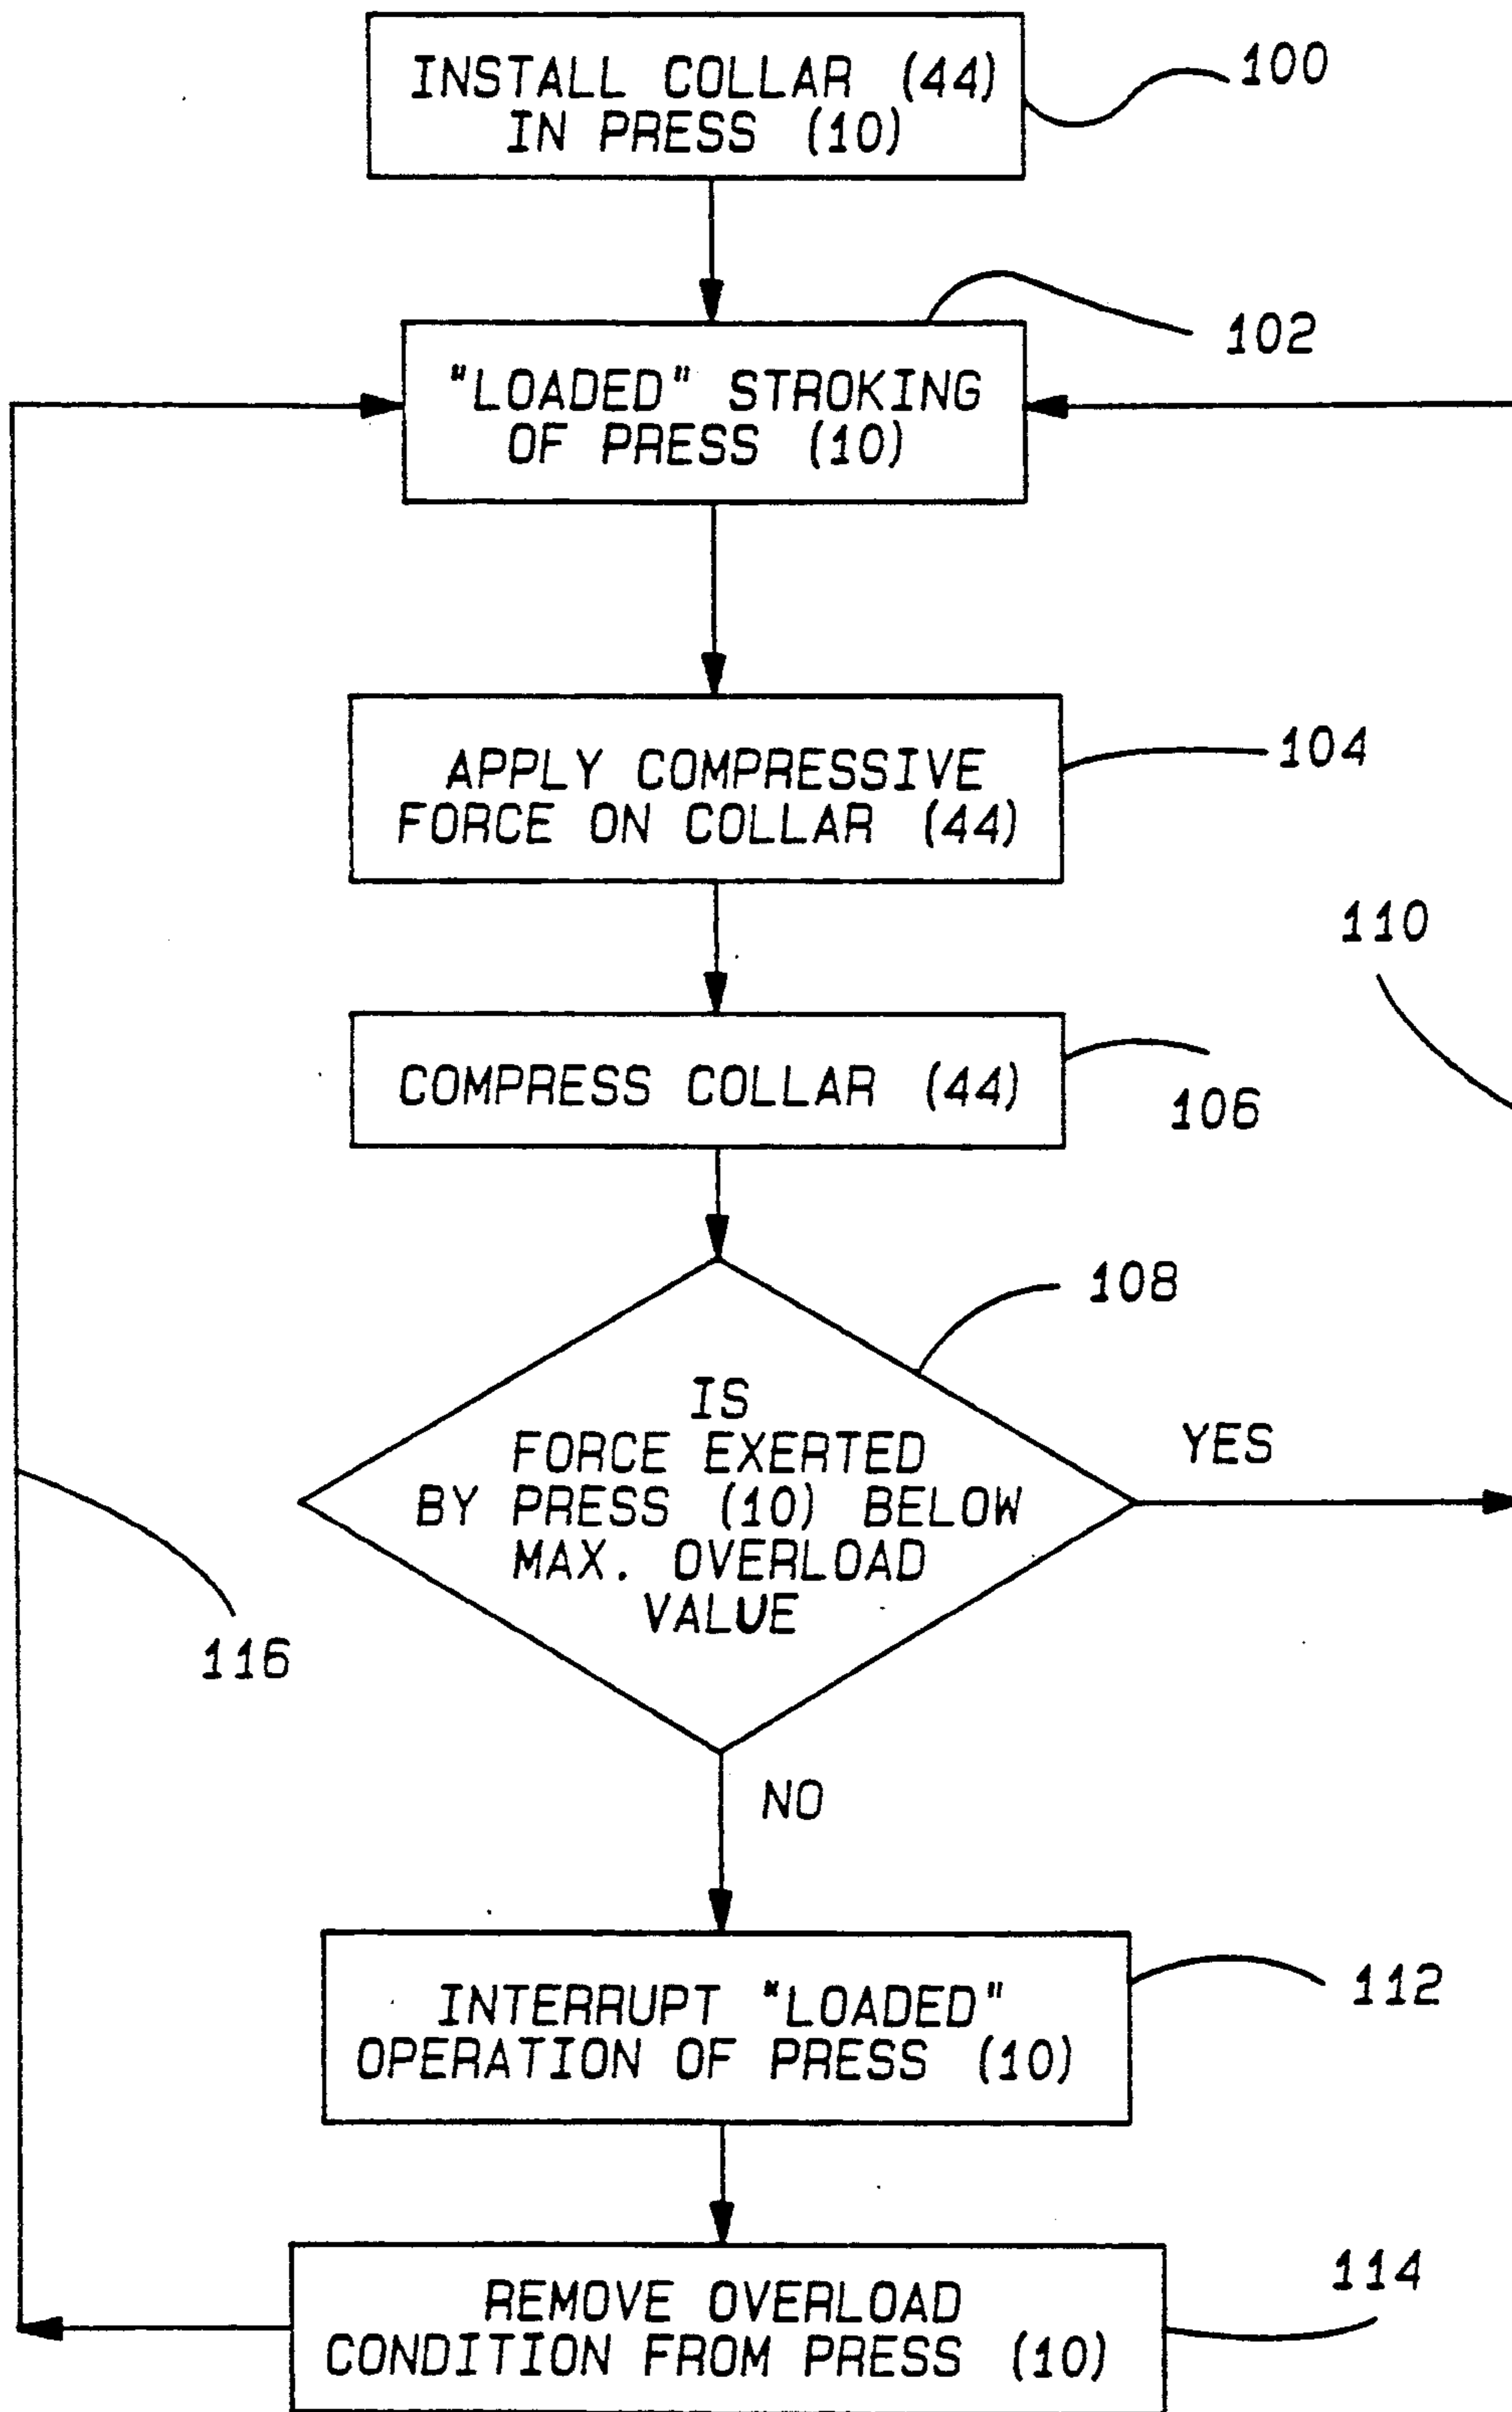 INSTALL COLLAR (44)
IN PRESS (10)
100
102
"LOADED" STROKING
OF PRESS (10)
104
APPLY COMPRESSIVE
FORCE ON COLLAR (44)
110
COMPRESS COLLAR (44)
106
108
IS
FORCE EXERTED
BY PRESS (10) BELOW
MAX. OVERLOAD
VALUE
YES
116
NO
112
INTERRUPT "LOADED"
OPERATION OF PRESS (10)
114
REMOVE OVERLOAD
CONDITION FROM PRESS (10)